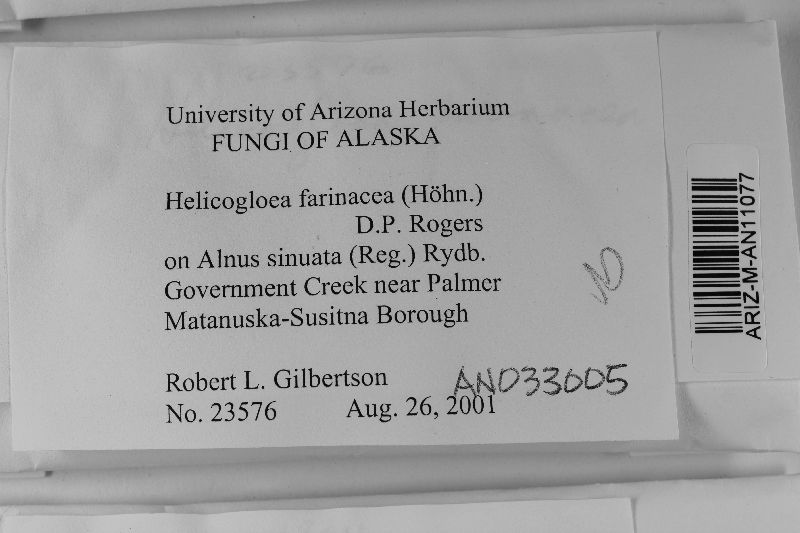 University of Arizona Herbarium
FUNGI OF ALASKA
Helicogloea farinacea (Höhn.)
D.P. Rogers
on Alnus sinuata (Reg.) Rydb.
Government Creek near Palmer
Matanuska-Susitna Borough
Robert L. Gilbertson
AN033005
No. 23576 Aug. 26, 2001
ARIZ-M-AN11077